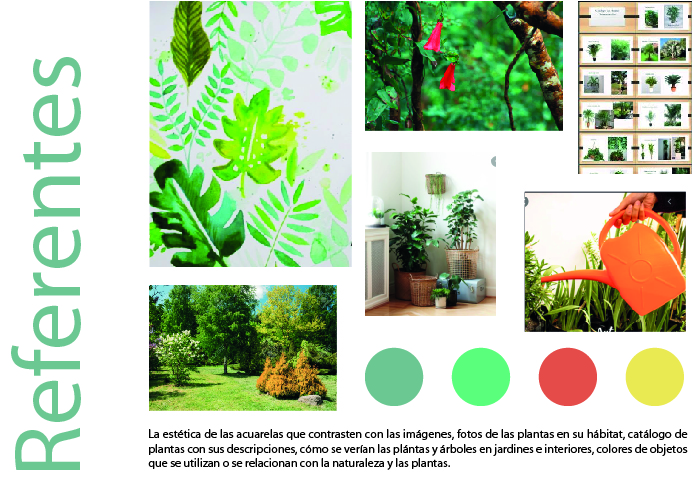 Referentes
La estética de las acuarelas que contrasten con las imágenes, fotos de las plantas en su hábitat, catálogo de
plantas con sus descripciones, cómo se verían las plántas y árboles en jardines e interiores, colores de objetos
que se utilizan o se relacionan con la naturaleza y las plantas.